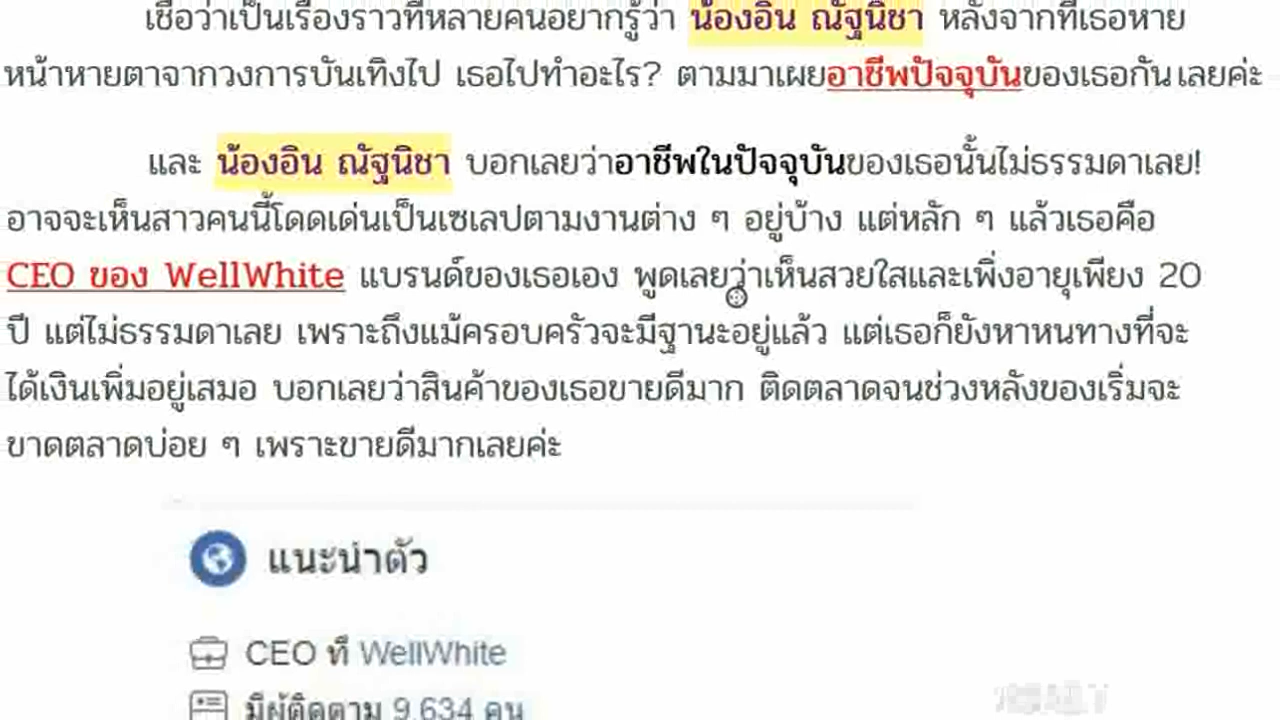 เชื่อว่าเป็นเรื่องราวที่หลายคนอยากรู้ว่า น้องอิน ณัฐนิชา หลังจากที่เธอหาย
หน้าหายตาจากวงการบันเทิงไป เธอไปทำอะไร? ตามมาเผยอาชีพปัจจุบันของเธอกันเลยค่ะ
และ น้องอิน ณัฐนิชา บอกเลยว่าอาชีพในปัจจุบันของเธอนั้นไม่ธรรมดาเลย!
อาจจะเห็นสาวคนนี้โดดเด่นเป็นเซเลปตามงานต่าง ๆ อยู่บ้าง แต่หลัก ๆ แล้วเธอคือ
CEO ของ WellWhite แบรนด์ของเธอเอง พูดเลยว่าเห็นสวยใสและเพิ่งอายุเพียง 20
ปี แต่ไม่ธรรมดาเลย เพราะถึงแม้ครอบครัวจะมีฐานะอยู่แล้ว แต่เธอก็ยังหาหนทางที่จะ
ได้เงินเพิ่มอยู่เสมอ บอกเลยว่าสินค้าของเธอขายดีมาก ติดตลาดจนช่วงหลังของเริ่มจะ
ขาดตลาดบ่อย ๆ เพราะขายดีมากเลยค่ะ
แนะนำตัว
CEO ที่ WellWhite
มีผู้ติดตาม 9,634 คน